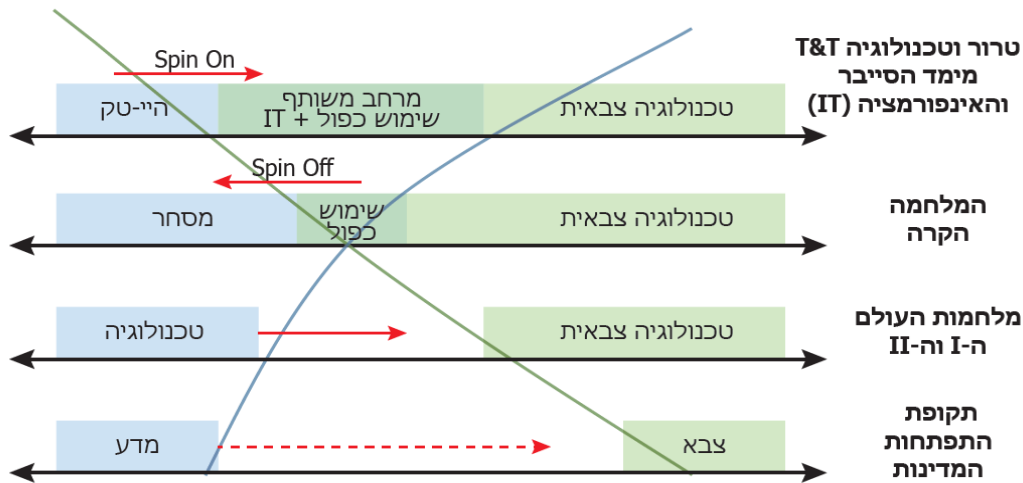 טרור וטכנולוגיה T&T
מימד הסייבר
והאינפורמציה (IT)
טכנולוגיה צבאית
מרחב משותף
שימוש כפול + IT
היי-טק
Spin On
המלחמה
הקרה
טכנולוגיה צבאית
שימוש
כפול
מסחר
Spin Off
מלחמות העולם
ה-I וה-II
טכנולוגיה צבאית
טכנולוגיה
תקופת
התפתחות
המדינות
צבא
מדע